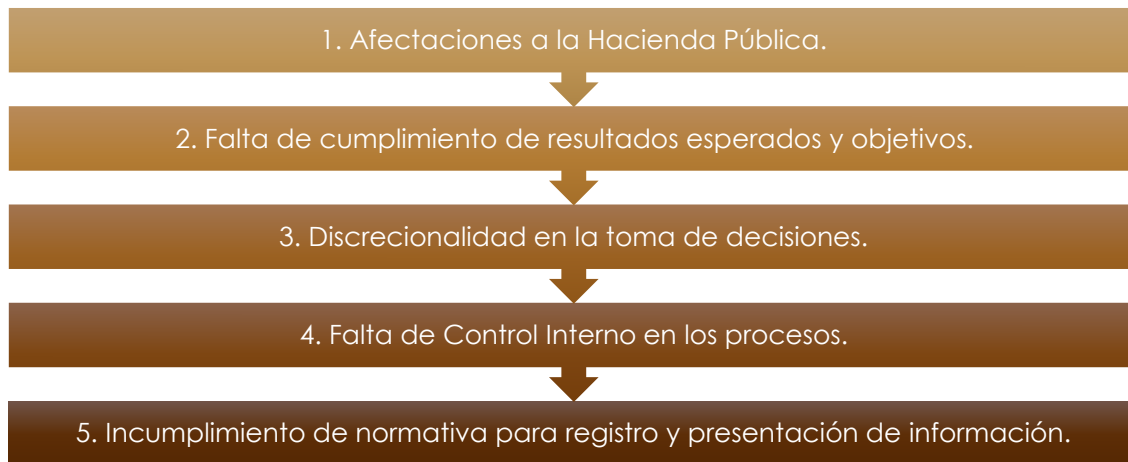 1. Afectaciones a la Hacienda Pública.
2. Falta de cumplimiento de resultados esperados y objetivos.
3. Discrecionalidad en la toma de decisiones.
4. Falta de Control Interno en los procesos.
5. Incumplimiento de normativa para registro y presentación de información.